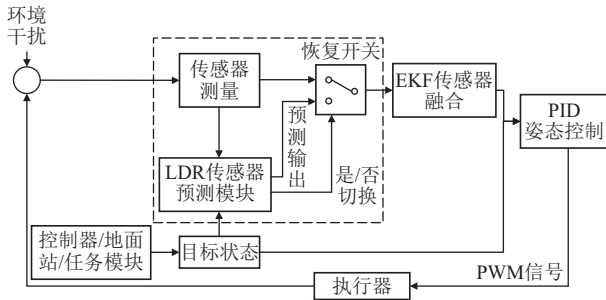 环境
干扰
恢复开关
传感器
测量
EKF传感器
融合
PID
姿态控制
预测输出
LDR传感器
预测模块
是/否
切换
控制器/地面
站/任务模块
目标状态
PWM信号
执行器